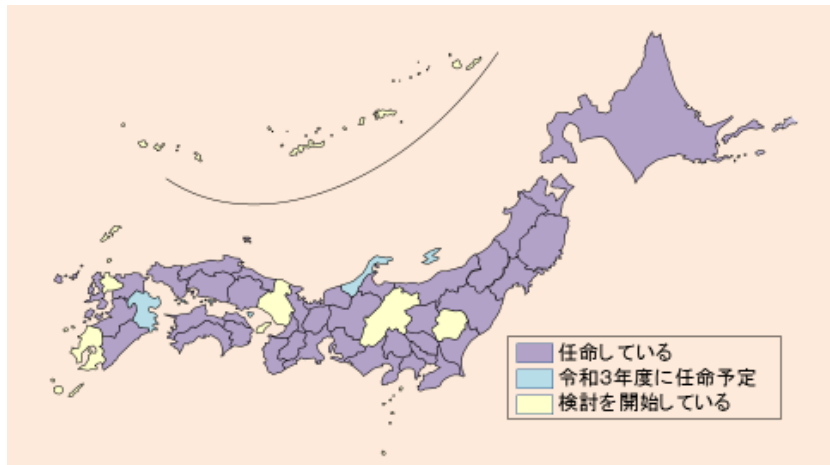 任命している
令和3年度に任命予定
検討を開始している